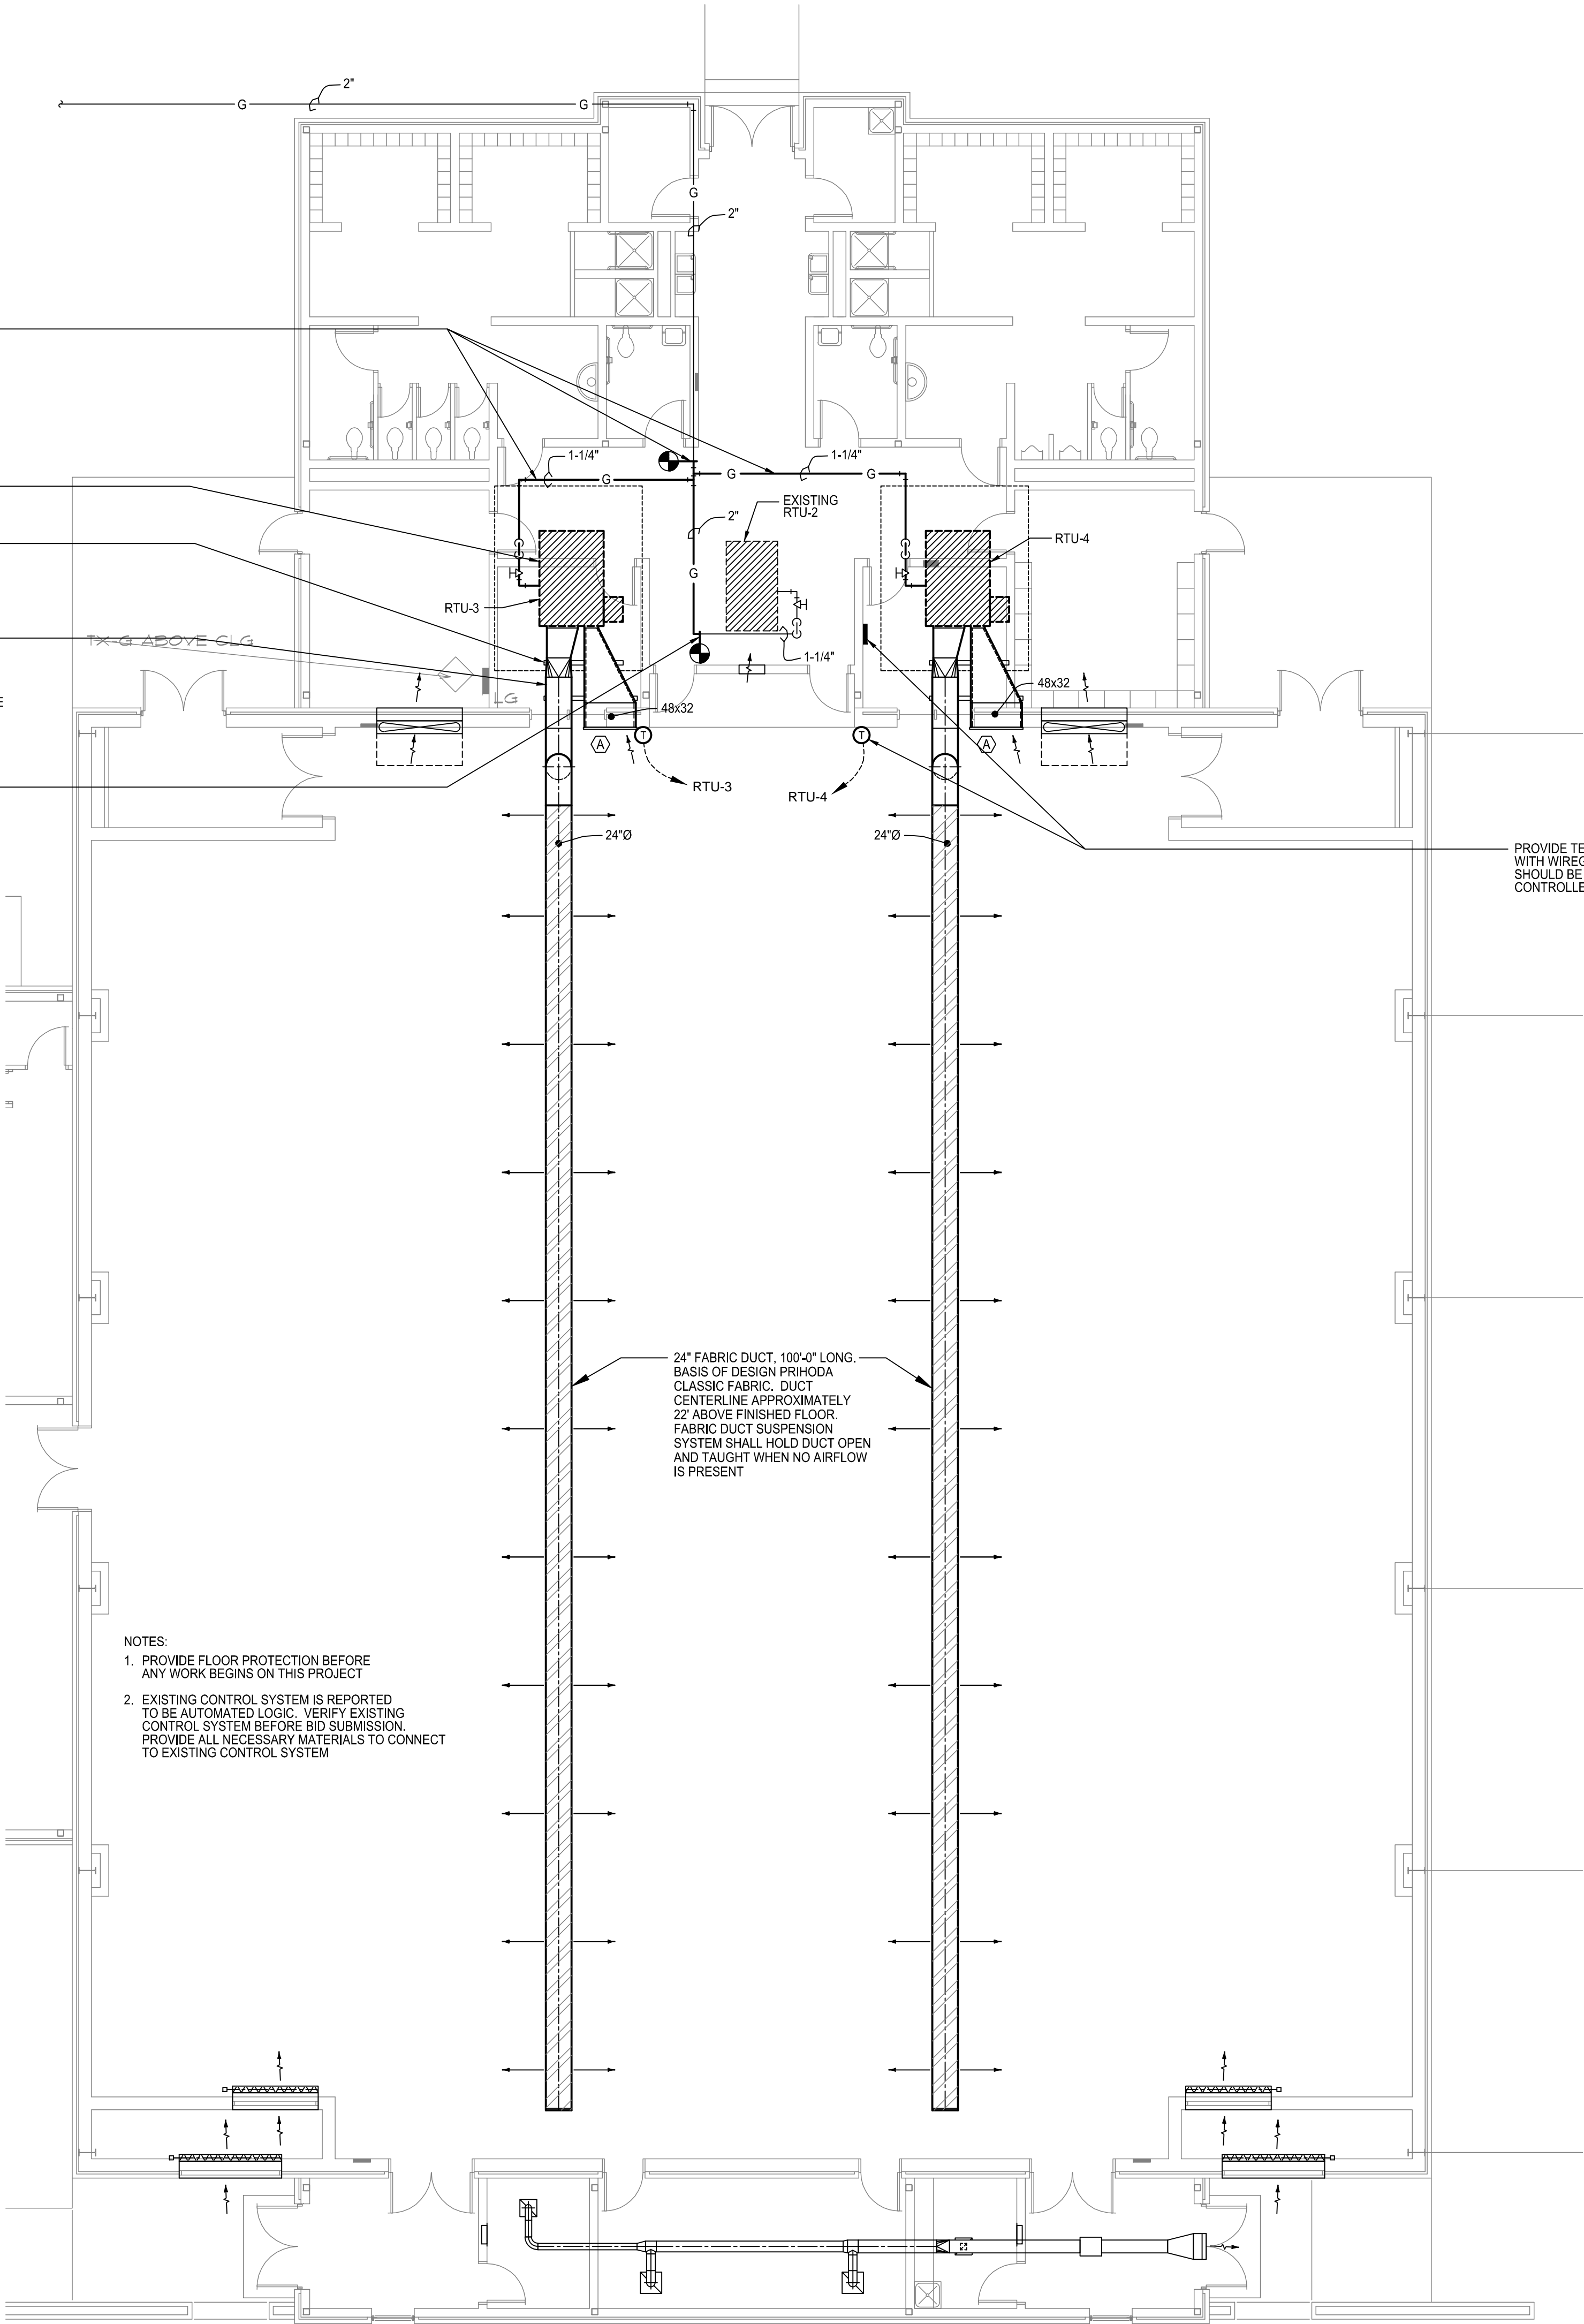 2"
G
G
G
2"
1-1/4"
G
G
1-1/4"
EXISTING
RTU-2
2"
G
RTU-4
RTU-3
TX-G ABOVE CLG
LG
E
1-1/4"
48x32
48x32
A
T
T
A
RTU-3
RTU-4
24"Ø
24"Ø
PROVIDE TE
WITH WIREG
SHOULD BE
CONTROLLE
24" FABRIC DUCT, 100'-0" LONG.
BASIS OF DESIGN PRIHODA
CLASSIC FABRIC. DUCT
CENTERLINE APPROXIMATELY
22' ABOVE FINISHED FLOOR.
FABRIC DUCT SUSPENSION
SYSTEM SHALL HOLD DUCT OPEN
AND TAUGHT WHEN NO AIRFLOW
IS PRESENT
NOTES:
1. PROVIDE FLOOR PROTECTION BEFORE
ANY WORK BEGINS ON THIS PROJECT
2. EXISTING CONTROL SYSTEM IS REPORTED
TO BE AUTOMATED LOGIC. VERIFY EXISTING
CONTROL SYSTEM BEFORE BID SUBMISSION.
PROVIDE ALL NECESSARY MATERIALS TO CONNECT
TO EXISTING CONTROL SYSTEM